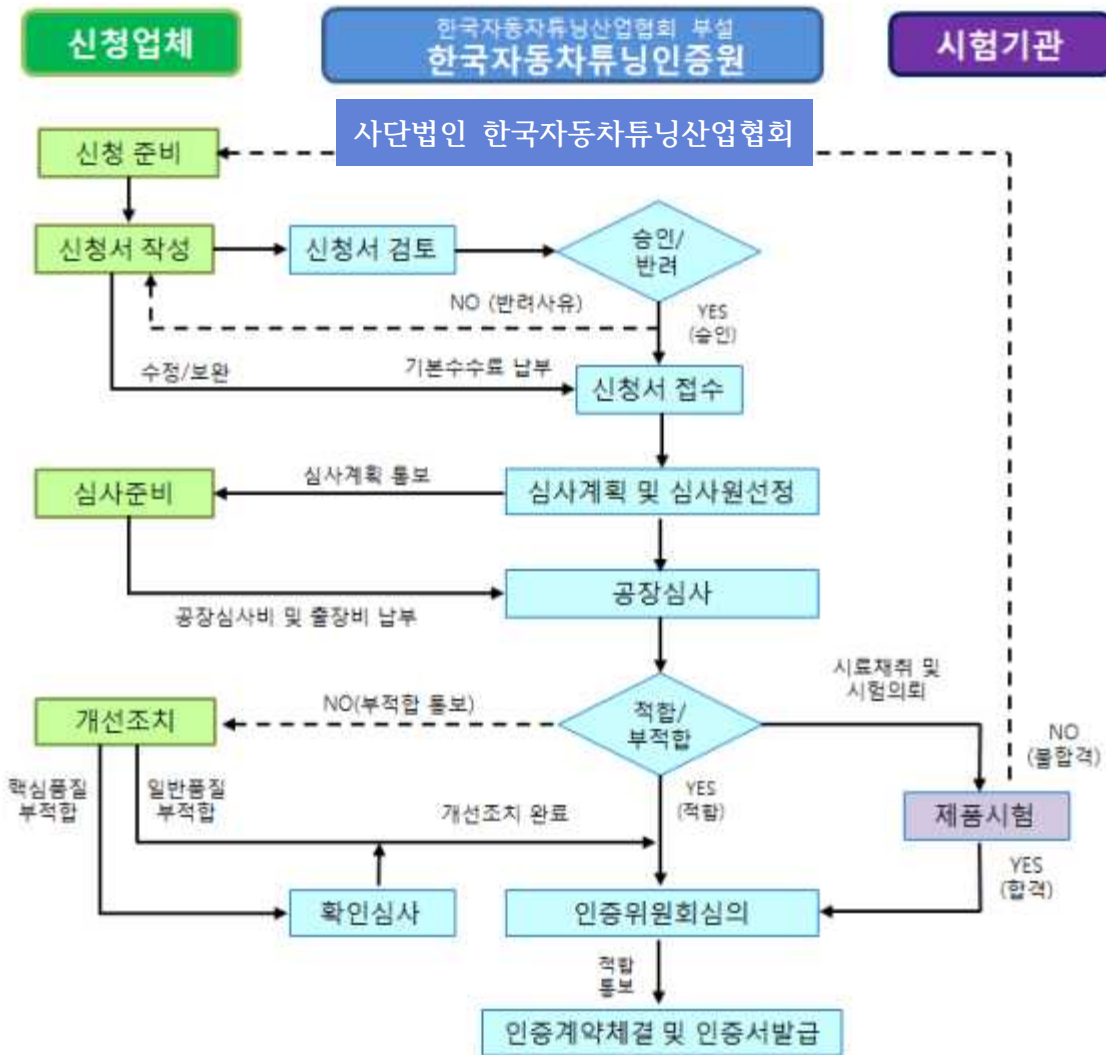 신청업체
한국자동차튜닝산업협회 부설
한국자동차튜닝인증원
시험기관
사단법인 한국자동차튜닝산업협회
신청 준비
신청서 작성
신청서 검토
승인/
반려
NO (반려사유)
YES
(승인)
수정/보완
기본수수료 납부
신청서 접수
심사준비
심사계획 통보
심사계획 및 심사원선정
공장심사
공장심사비 및 출장비 납부
시료채취 및
시험의뢰
개선조치
NO(부적합 통보)
적합/
부적합
NO
(불합격)
핵심품질
부적합
일반품질
부적합
개선조치 완료
YES
(적합)
제품시험
YES
(합격)
확인심사
인증위원회심의
적합
통보
인증계약체결 및 인증서발급